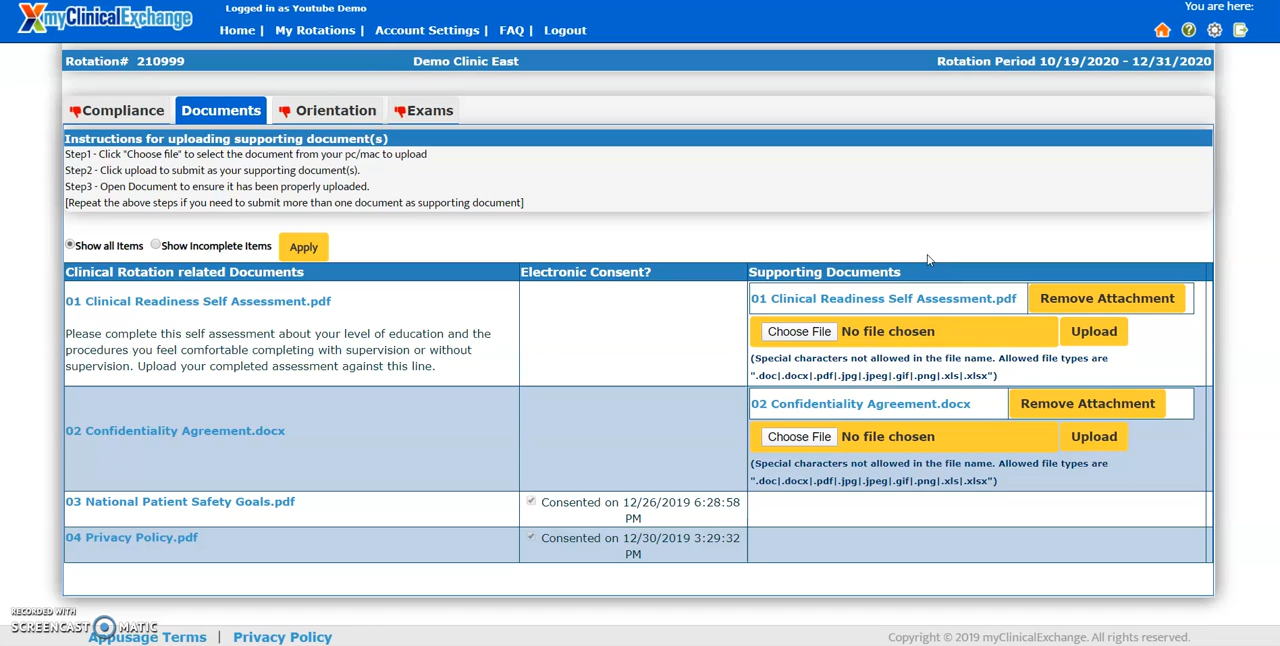 myClinicalExchange
Logged in as Youtube Demo
You are here:
Home | My Rotations | Account Settings | FAQ | Logout
Rotation# 210999 Demo Clinic East Rotation Period 10/19/2020 - 12/31/2020
Compliance Documents Orientation Exams
Instructions for uploading supporting document(s)
Step1 - Click "Choose file" to select the document from your pc/mac to upload
Step2 - Click upload to submit as your supporting document(s).
Step3 - Open Document to ensure it has been properly uploaded.
[Repeat the above steps if you need to submit more than one document as supporting document]
Show all Items Show Incomplete Items Apply
Clinical Rotation related Documents Electronic Consent? Supporting Documents
01 Clinical Readiness Self Assessment.pdf
Please complete this self assessment about your level of education and the
procedures you feel comfortable completing with supervision or without
supervision. Upload your completed assessment against this line.
01 Clinical Readiness Self Assessment.pdf Remove Attachment
Choose File No file chosen Upload
(Special characters not allowed in the file name. Allowed file types are
".doc|.docx|.pdf|.jpg|.jpeg|.gif|.png|.xls|.xlsx")
02 Confidentiality Agreement.docx
02 Confidentiality Agreement.docx Remove Attachment
Choose File No file chosen Upload
(Special characters not allowed in the file name. Allowed file types are
".doc|.docx|.pdf|.jpg|.jpeg|.gif|.png|.xls|.xlsx")
03 National Patient Safety Goals.pdf Consented on 12/26/2019 6:28:58
PM
04 Privacy Policy.pdf Consented on 12/30/2019 3:29:32
PM
RECORDED WITH
SCREENCAST MATIC
Appusage Terms | Privacy Policy Copyright © 2019 myClinicalExchange. All rights reserved.